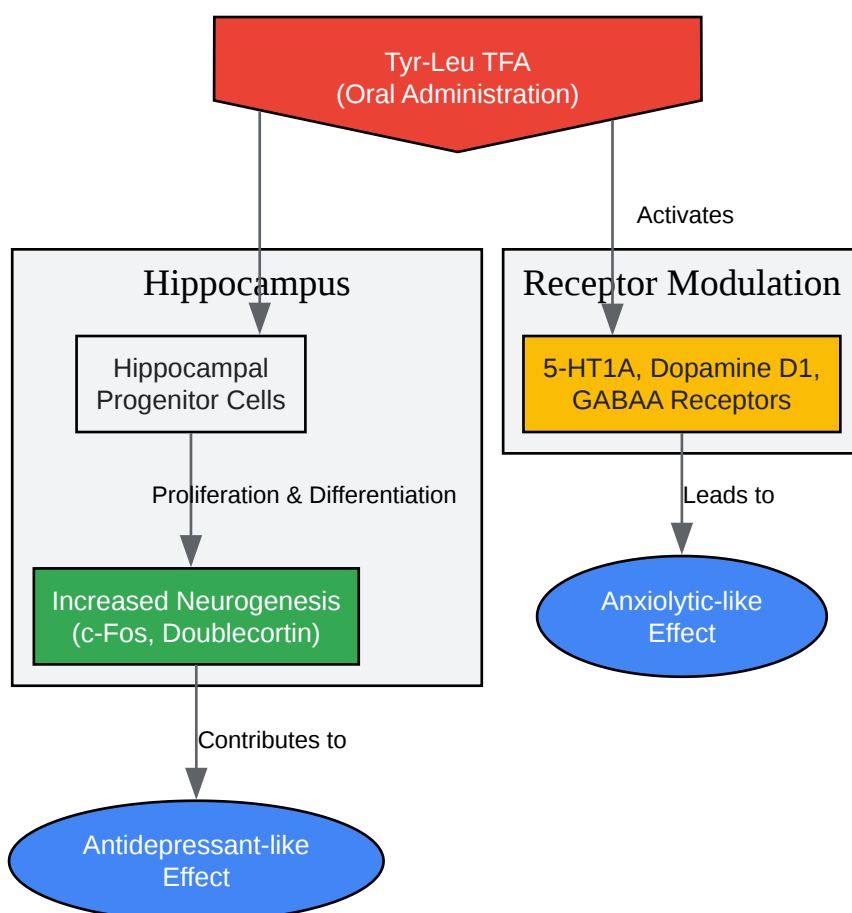 Tyr-Leu TFA
(Oral Administration)
Activates
Hippocampus
Receptor Modulation
Hippocampal
Progenitor Cells
5-HT1A, Dopamine D1,
GABAA Receptors
Proliferation & Differentiation
Leads to
Increased Neurogenesis
(c-Fos, Doublecortin)
Anxiolytic-like
Effect
Contributes to
Antidepressant-like
Effect